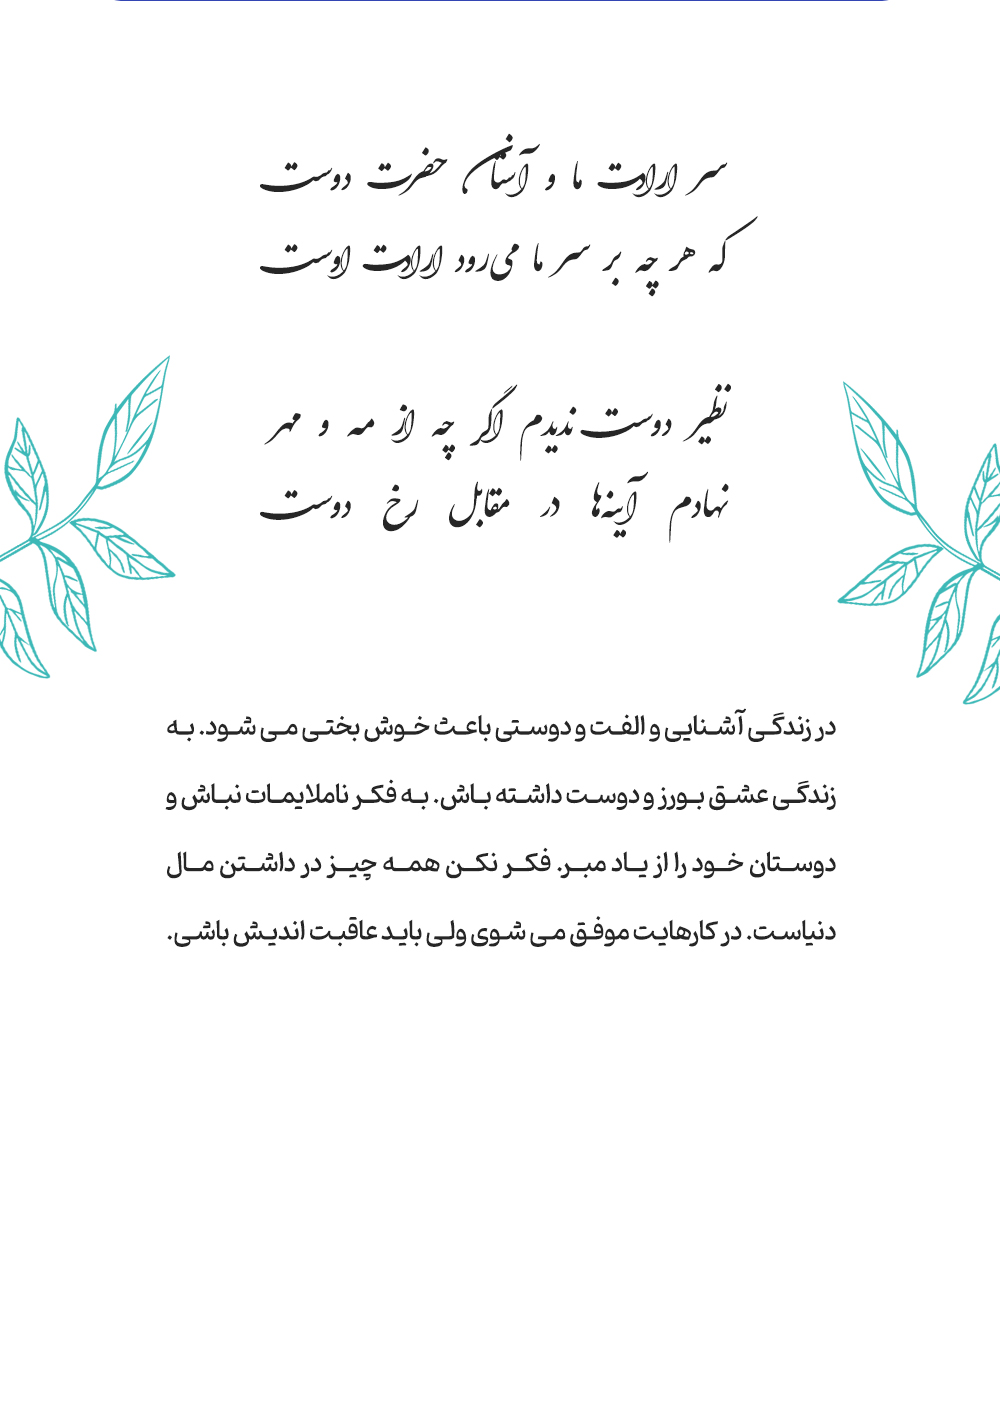 سر ارادت ما و آستان حضرت دوست
که هر چه بر سر ما می‌رود ارادت اوست
نظیر دوست ندیدم اگر چه از مه و مهر
نهادم آینه‌ها در مقابل رخ دوست
در زندگی آشنایی و الفت و دوستی باعث خوش بختی می شود. به
زندگی عشق بورز و دوست داشته باش. به فکر ناملایمات نباش و
دوستان خود را از یاد مبر. فکر نکن همه چیز در داشتن مال
دنیاست. در کارهایت موفق می شوی ولی باید عاقبت اندیش باشی.